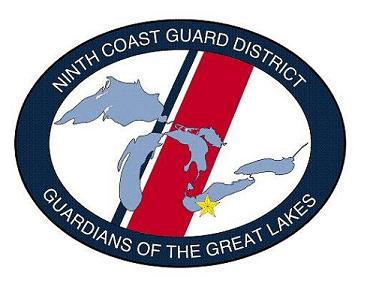 NINTH COAST GUARD DISTRICT
GUARDIANS OF THE GREAT LAKES